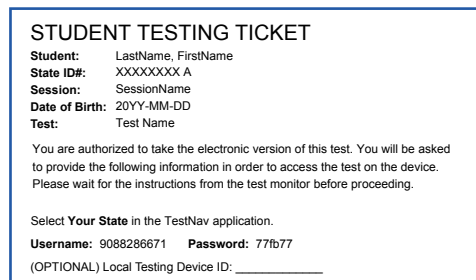 STUDENT TESTING TICKET
Student: LastName, FirstName
State ID#: XXXXXXXX A
Session: SessionName
Date of Birth: 20YY-MM-DD
Test: Test Name
You are authorized to take the electronic version of this test. You will be asked
to provide the following information in order to access the test on the device.
Please wait for the instructions from the test monitor before proceeding.
Select Your State in the TestNav application.
Username: 9088286671 Password: 77fb77
(OPTIONAL) Local Testing Device ID: _____________